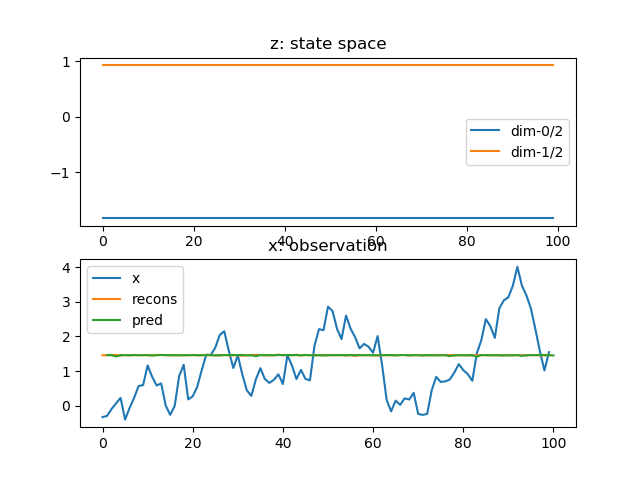 z: state space
1
0
−1
dim-0/2
dim-1/2
0 20 40 60 80 100
x: observation
4
3
2
1
0
x
recons
pred
0 20 40 60 80 100